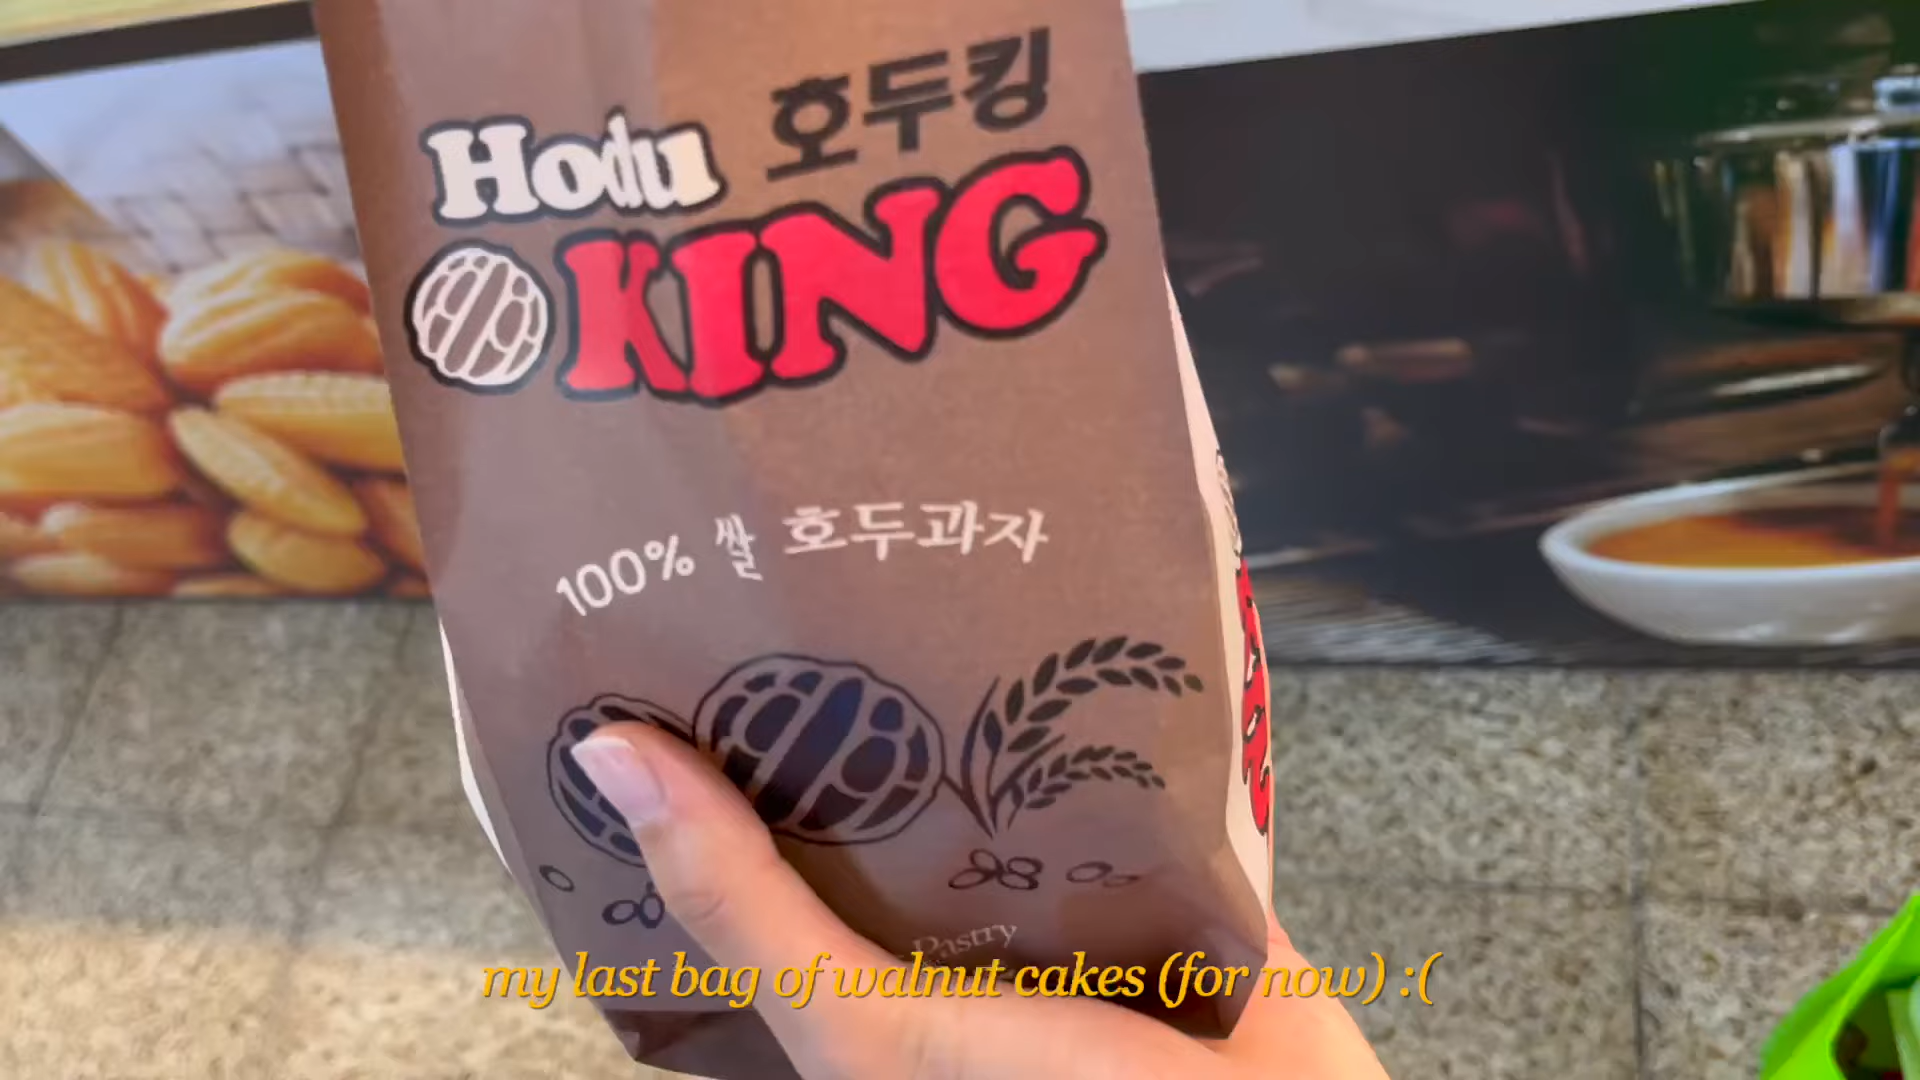 호두킹
Hodu
KING
100% 쌀 호두과자
Pastry
my last bag of walnut cakes (for now) :(